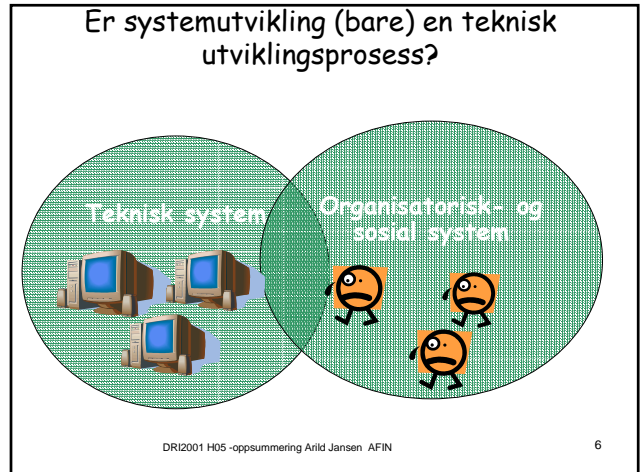 Er systemutvikling (bare) en teknisk
utviklingsprosess?
Teknisk system
Organisatorisk- og
sosial system
DRI2001 H05 -oppsummering Arild Jansen AFIN
6